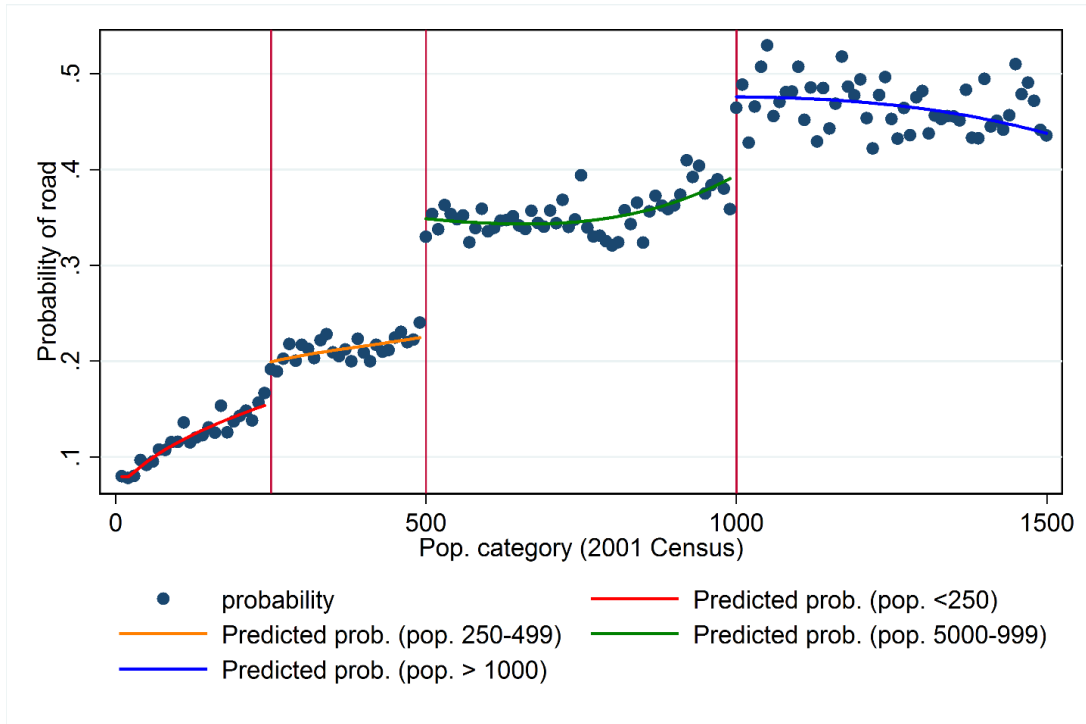 Probability of road
.5
.4
.3
.2
.1
0
500
1000
1500
Pop. category (2001 Census)
probability
Predicted prob. (pop. <250)
Predicted prob. (pop. 250-499)
Predicted prob. (pop. 5000-999)
Predicted prob. (pop. > 1000)